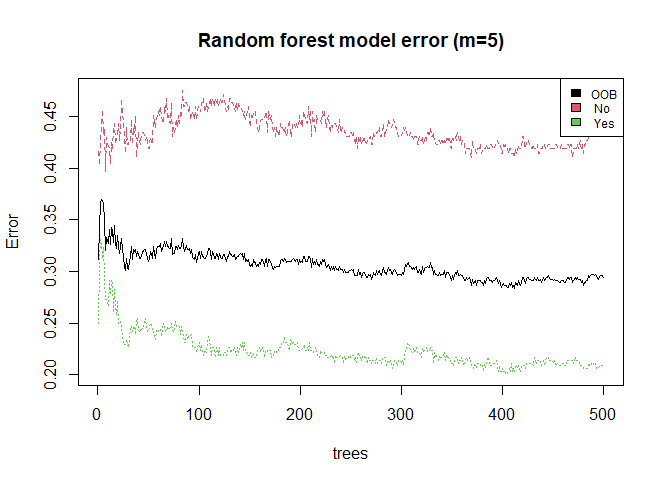 Random forest model error (m=5)
OOB
No
Yes
Error
0.45
0.40
0.35
0.30
0.25
0.20
0 100 200 300 400 500
trees